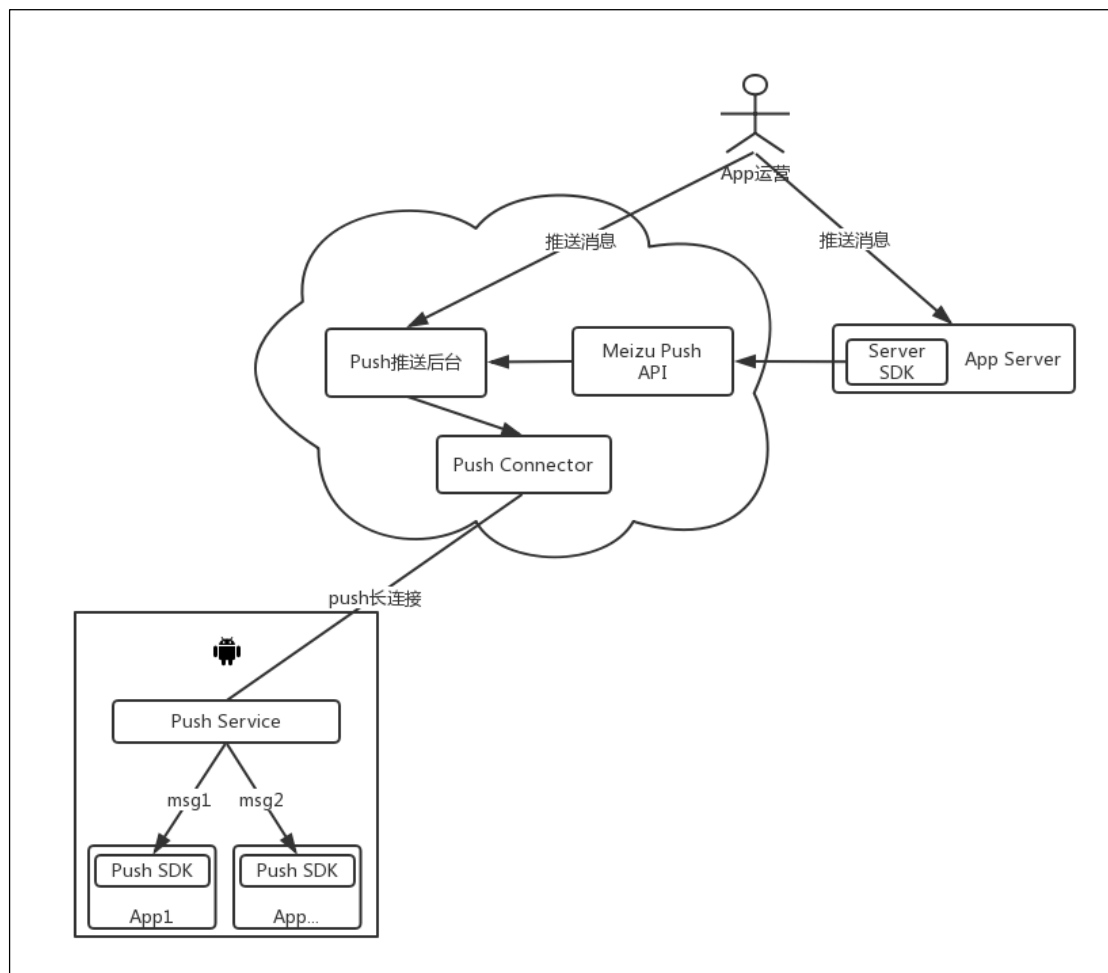 App运营
推送消息
推送消息
Push推送后台
Meizu Push
API
Server
SDK
App Server
Push Connector
push长连接
Push Service
msg1
msg2
Push SDK
App1
Push SDK
App...